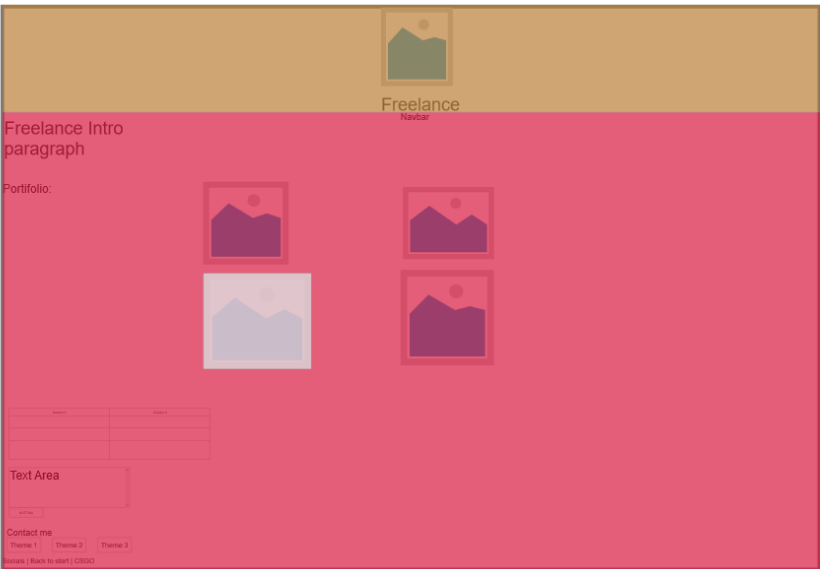 Freelance
Navbar
Freelance Intro
paragraph
Portifolio:
Text Area
Contact me
Theme 1
Theme 2
Theme 3
| Back to start | CSGO